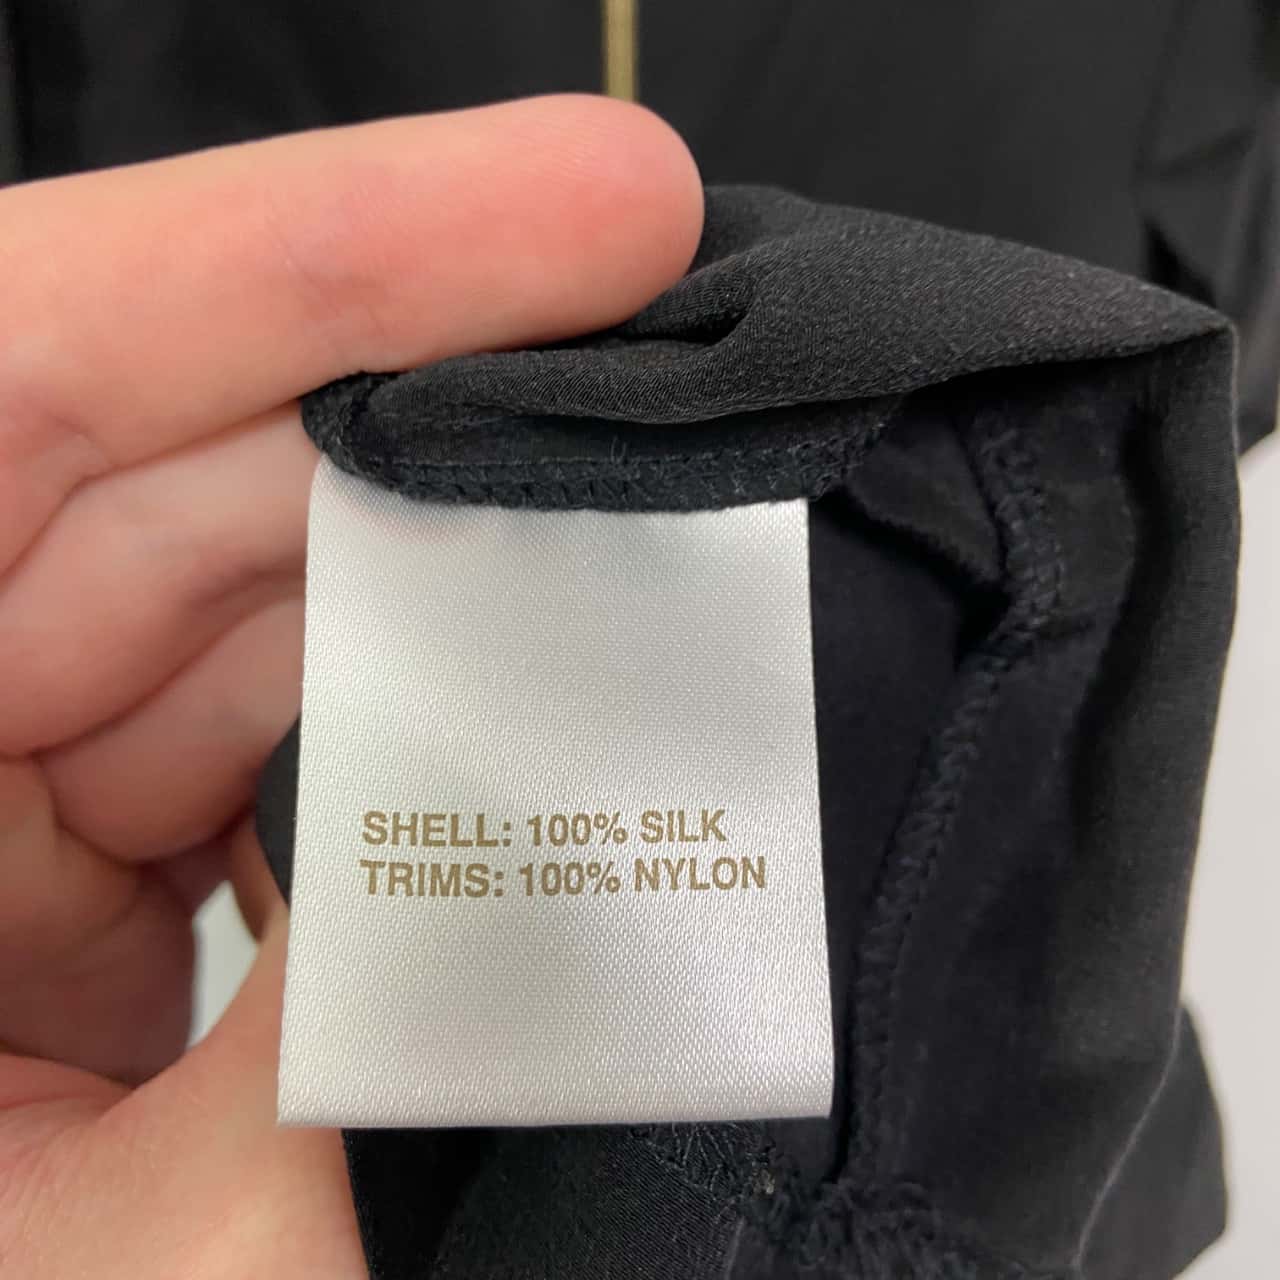 SHELL: 100% SILK
TRIMS: 100% NYLON